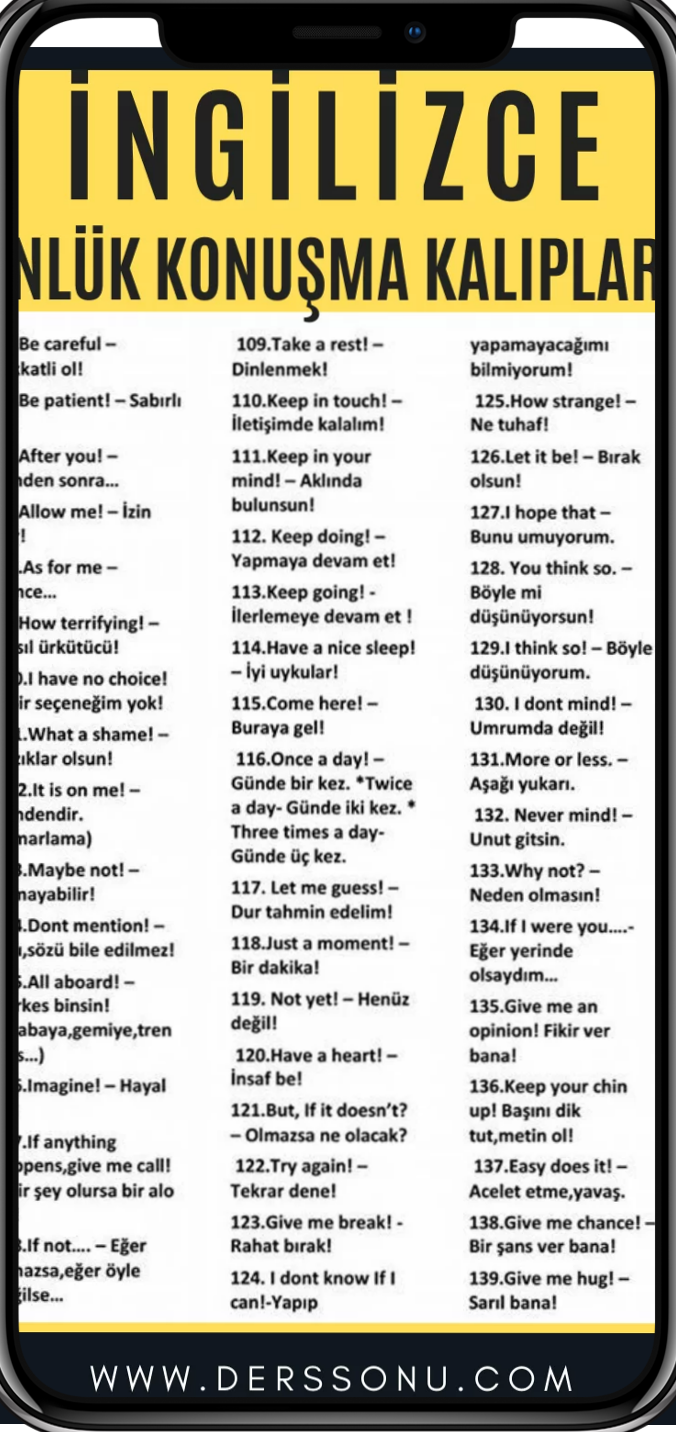 İNGİLİZCE
NLÜK KONUŞMA KALIPLAR
Be careful –
katli ol!
Be patient! – Sabırlı
After you! –
nden sonra...
Allow me! – İzin
!
.As for me –
nce...
How terrifying! –
sıl ürkütücü!
0.I have no choice!
ir seçeneğim yok!
.What a shame! –
ıklar olsun!
2.It is on me! –
ndendir.
marlama)
.Maybe not! –
mayabilir!
.Dont mention! –
ı,sözü bile edilmez!
.All aboard! –
rkes binsin!
abaya,gemiye,tren
s...)
.Imagine! – Hayal
.If anything
ppens,give me call!
ir şey olursa bir alo
.If not.... – Eğer
nazsa,eğer öyle
ğilse...
109.Take a rest! –
Dinlenmek!
110.Keep in touch! –
İletişimde kalalım!
111.Keep in your
mind! – Aklında
bulunsun!
112. Keep doing! –
Yapmaya devam et!
113.Keep going! -
İlerlemeye devam et !
114.Have a nice sleep!
– İyi uykular!
115.Come here! –
Buraya gel!
116.Once a day! –
Günde bir kez. *Twice
a day- Günde iki kez. *
Three times a day-
Günde üç kez.
117. Let me guess! –
Dur tahmin edelim!
118.Just a moment! –
Bir dakika!
119. Not yet! – Henüz
değil!
120.Have a heart! –
İnsaf be!
121.But, If it doesn't?
– Olmazsa ne olacak?
122.Try again! –
Tekrar dene!
123.Give me break! -
Rahat bırak!
124. I dont know If I
can!-Yapıp
yapamayacağımı
bilmiyorum!
125.How strange! –
Ne tuhaf!
126.Let it be! – Bırak
olsun!
127.I hope that –
Bunu umuyorum.
128. You think so. –
Böyle mi
düşünüyorsun!
129.I think so! – Böyle
düşünüyorum.
130. I dont mind! –
Umrumda değil!
131.More or less. –
Aşağı yukarı.
132. Never mind! –
Unut gitsin.
133.Why not? –
Neden olmasın!
134.If I were you....-
Eğer yerinde
olsaydım...
135.Give me an
opinion! Fikir ver
bana!
136.Keep your chin
up! Başını dik
tut,metin ol!
137.Easy does it! –
Acelet etme,yavaş.
138.Give me chance! –
Bir şans ver bana!
139.Give me hug! –
Sarıl bana!
WWW.DERSSONU.COM